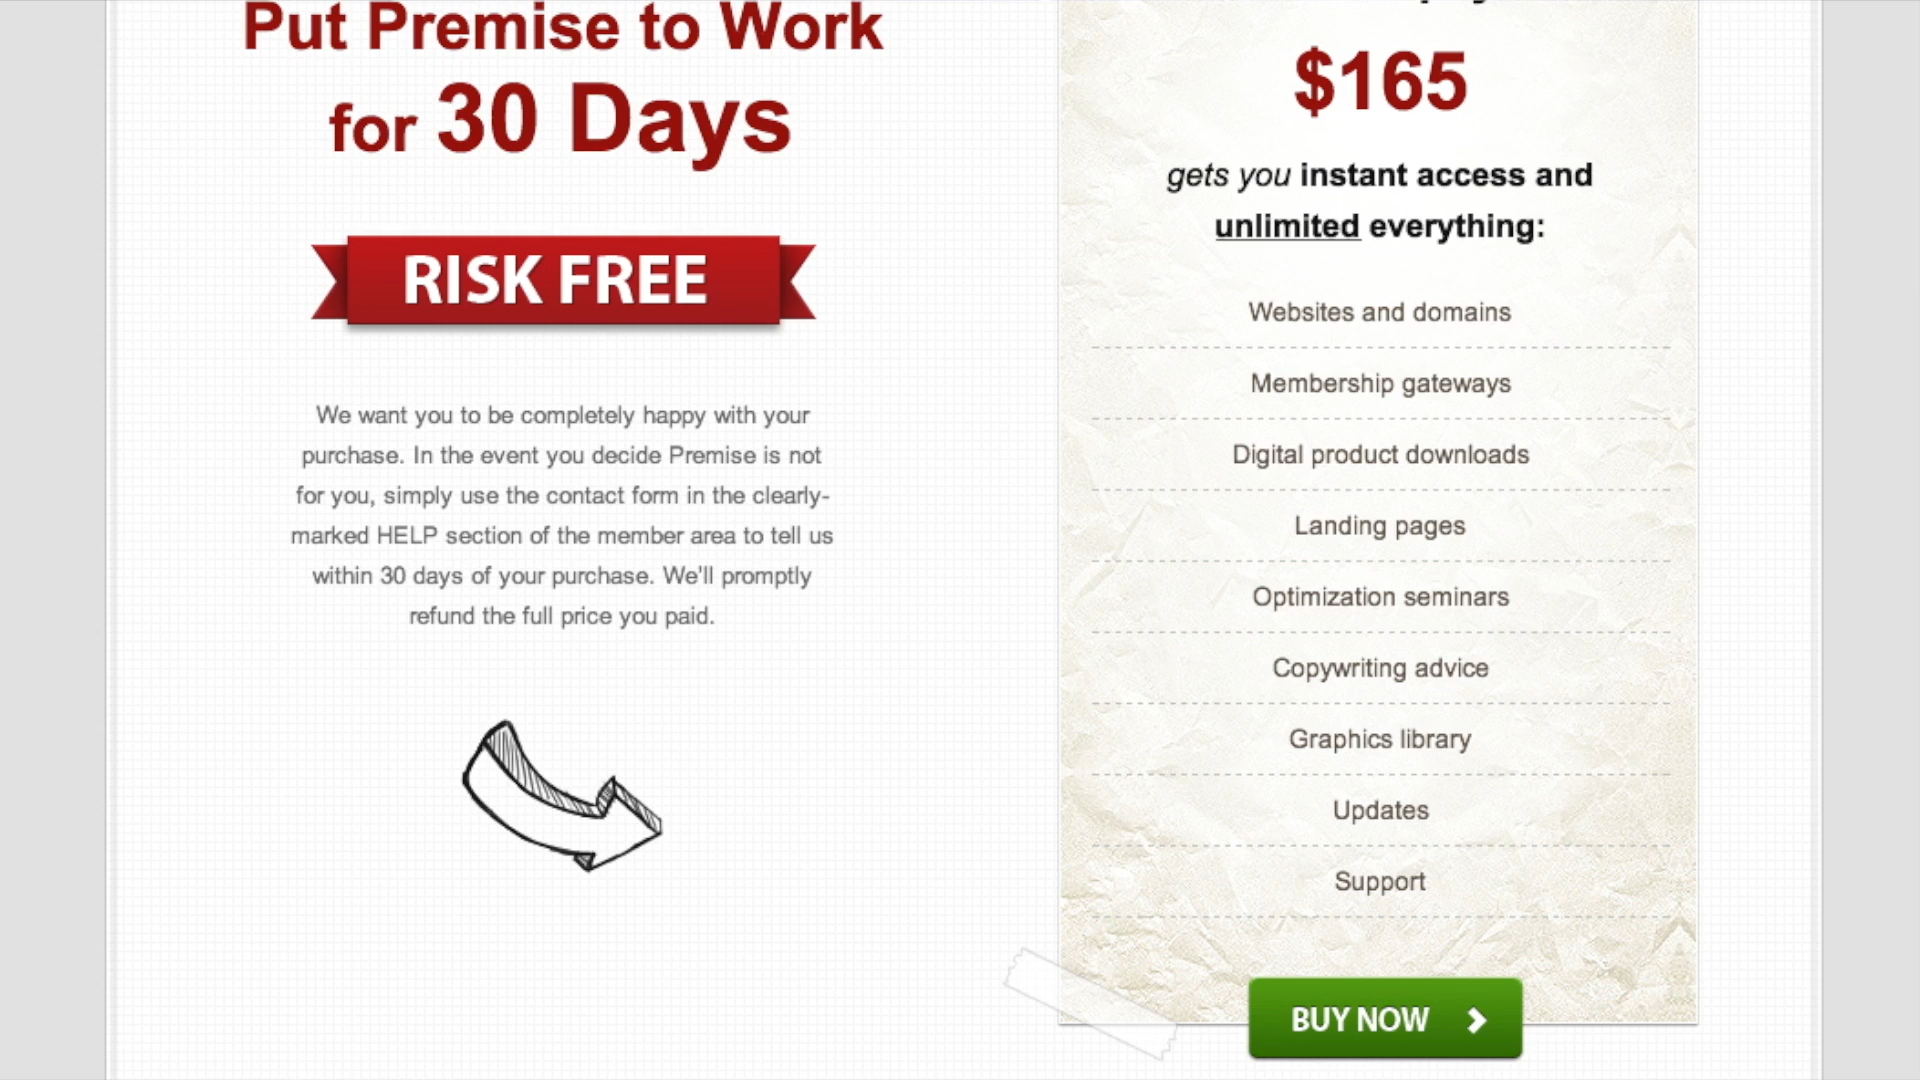 Put Premise to Work
for 30 Days
RISK FREE
We want you to be completely happy with your
purchase. In the event you decide Premise is not
for you, simply use the contact form in the clearly-
marked HELP section of the member area to tell us
within 30 days of your purchase. We'll promptly
refund the full price you paid.
$165
gets you instant access and
unlimited everything:
Websites and domains
Membership gateways
Digital product downloads
Landing pages
Optimization seminars
Copywriting advice
Graphics library
Updates
Support
BUY NOW